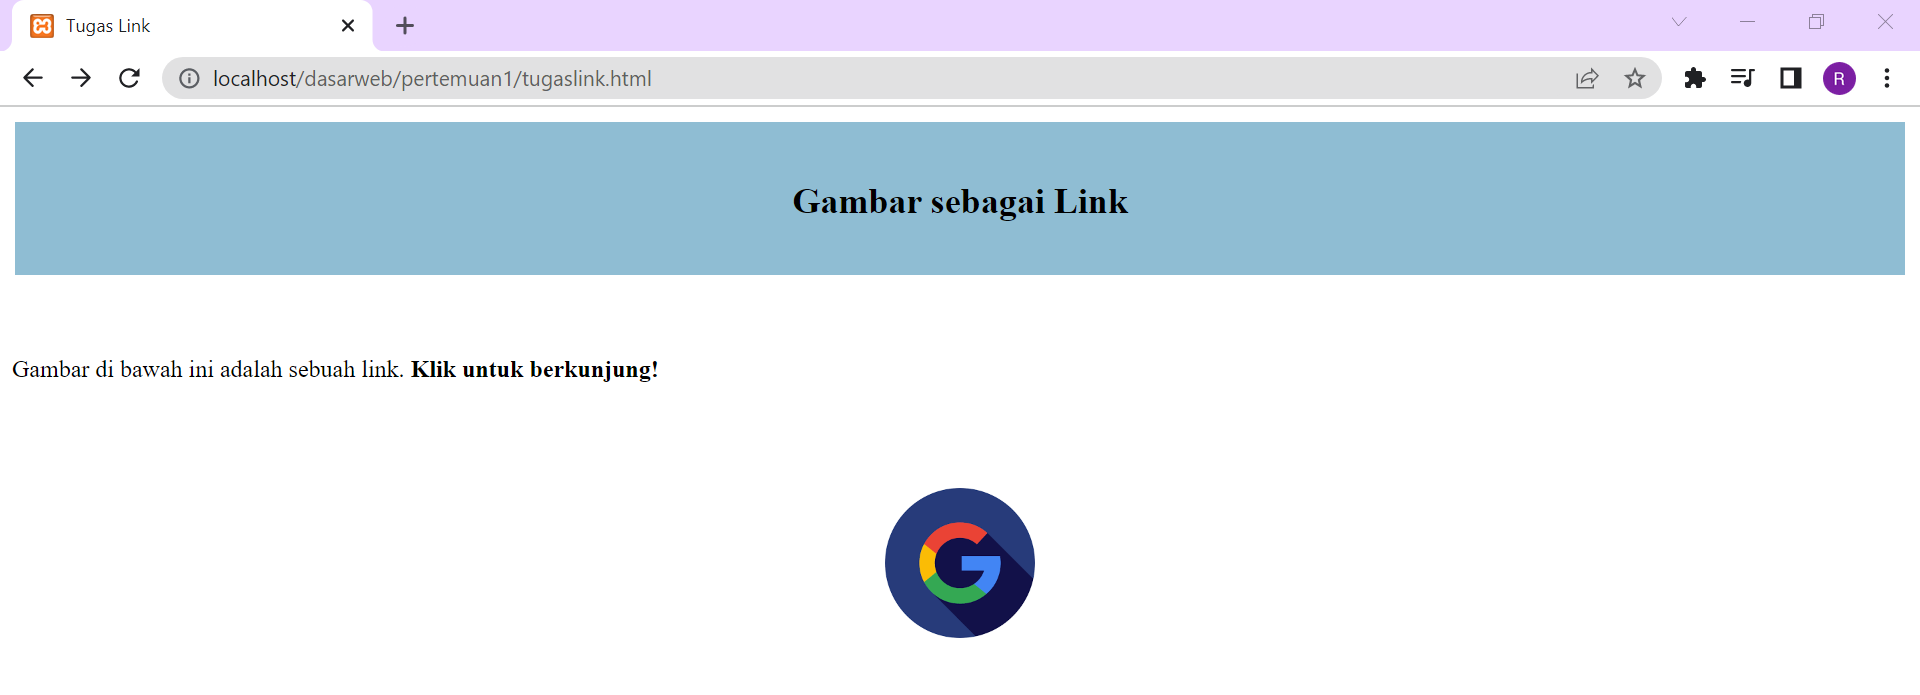 Tugas Link
localhost/dasarweb/pertemuan1/tugaslink.html
R
Gambar sebagai Link
Gambar di bawah ini adalah sebuah link. Klik untuk berkunjung!
G